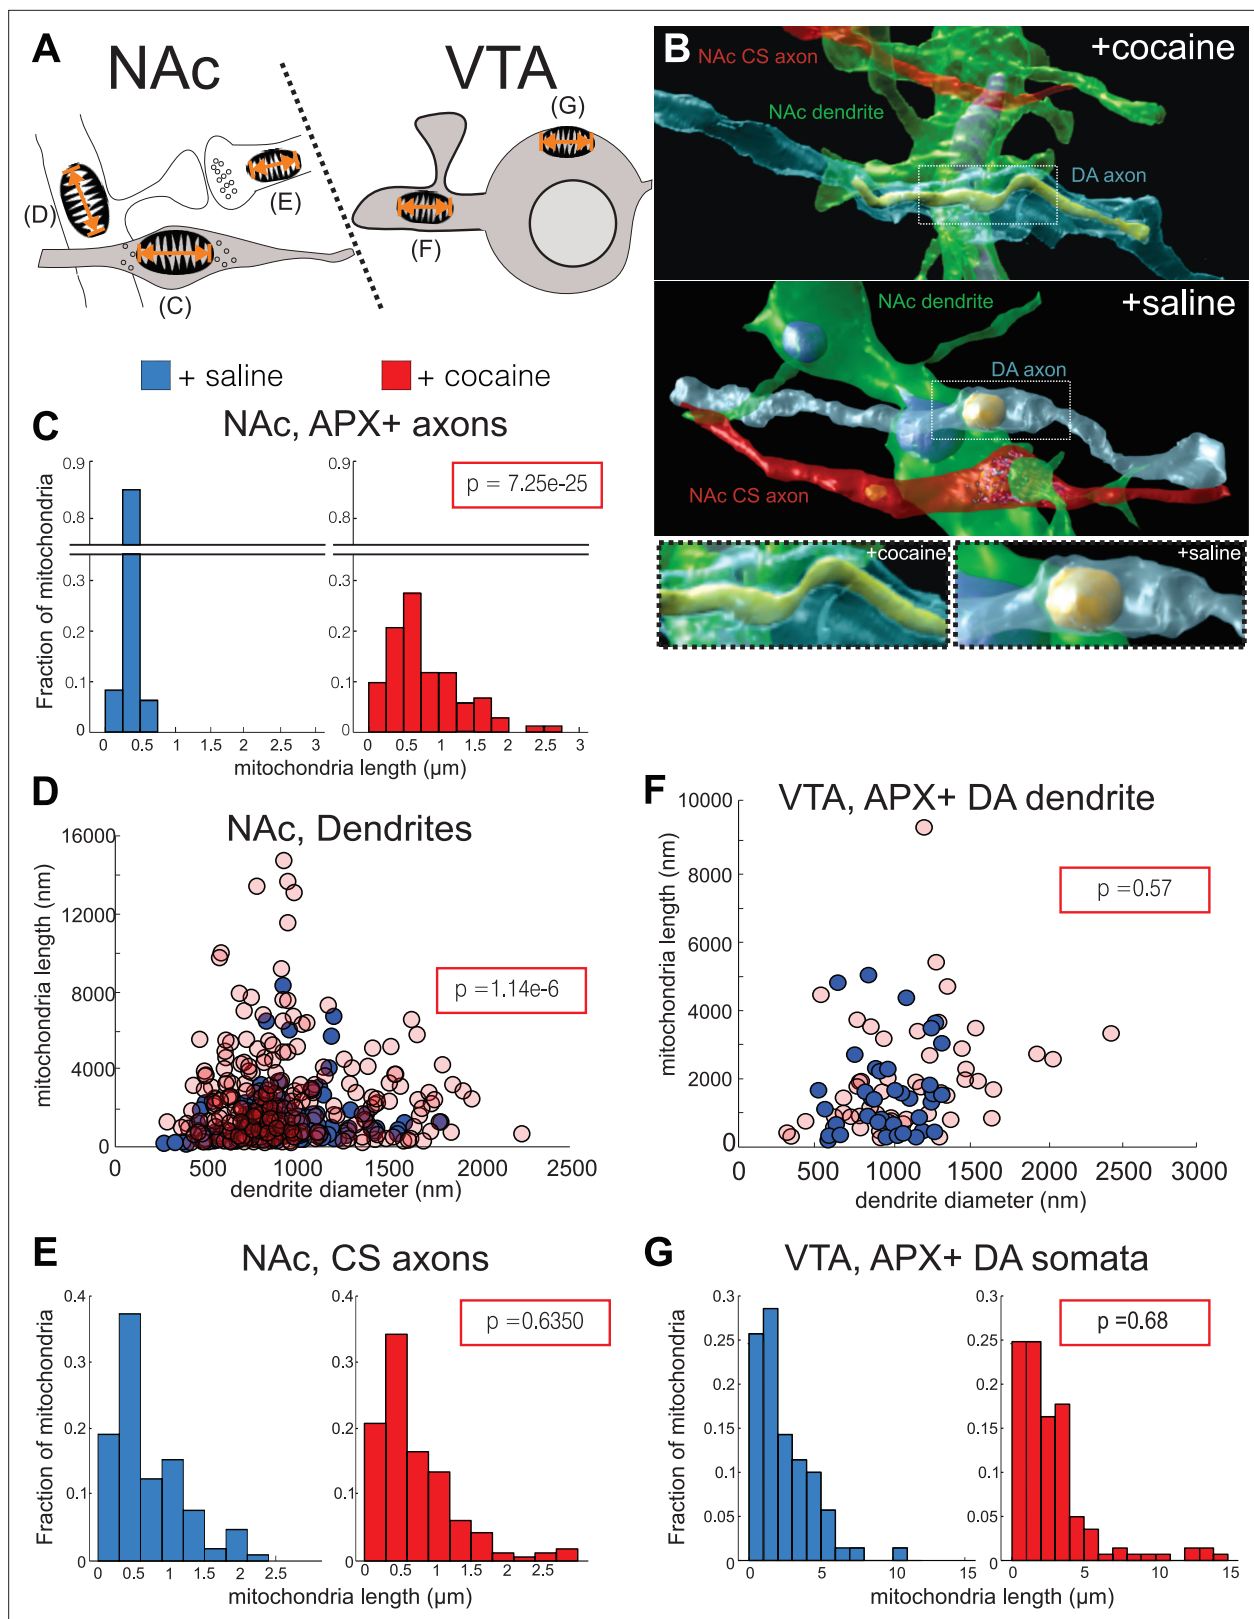 A
NAc
VTA
(G)
(D)
(E)
(F)
(C)
+ saline
+ cocaine
B
+cocaine
NAc CS axon
NAc dendrite
DA axon
+saline
NAc dendrite
DA axon
NAc CS axon
+cocaine
+saline
C
NAc, APX+ axons
p = 7.25e-25
Fraction of mitochondria
0.9
0.8
0.3
0.2
0.1
0
0 0.5 1 1.5 2 2.5 3
0.9
0.8
0.3
0.2
0.1
0
0 0.5 1 1.5 2 2.5 3
mitochondria length (μm)
D
NAc, Dendrites
p =1.14e-6
mitochondria length (nm)
16000
12000
8000
4000
2000
0
0 500 1000 1500 2000 2500
dendrite diameter (nm)
F
VTA, APX+ DA dendrite
p =0.57
mitochondria length (nm)
10000
8000
6000
4000
2000
0
0 500 1000 1500 2000 2500 3000
dendrite diameter (nm)
E
NAc, CS axons
p =0.6350
Fraction of mitochondria
0.4
0.3
0.2
0.1
0
0 0.5 1 1.5 2 2.5
0.4
0.3
0.2
0.1
0
0 0.5 1 1.5 2 2.5
mitochondria length (μm)
G
VTA, APX+ DA somata
p =0.68
Fraction of mitochondria
0.3
0.25
0.2
0.15
0.1
0.05
0
0 5 10 15
0.3
0.25
0.2
0.15
0.1
0.05
0
0 5 10 15
mitochondria length (μm)